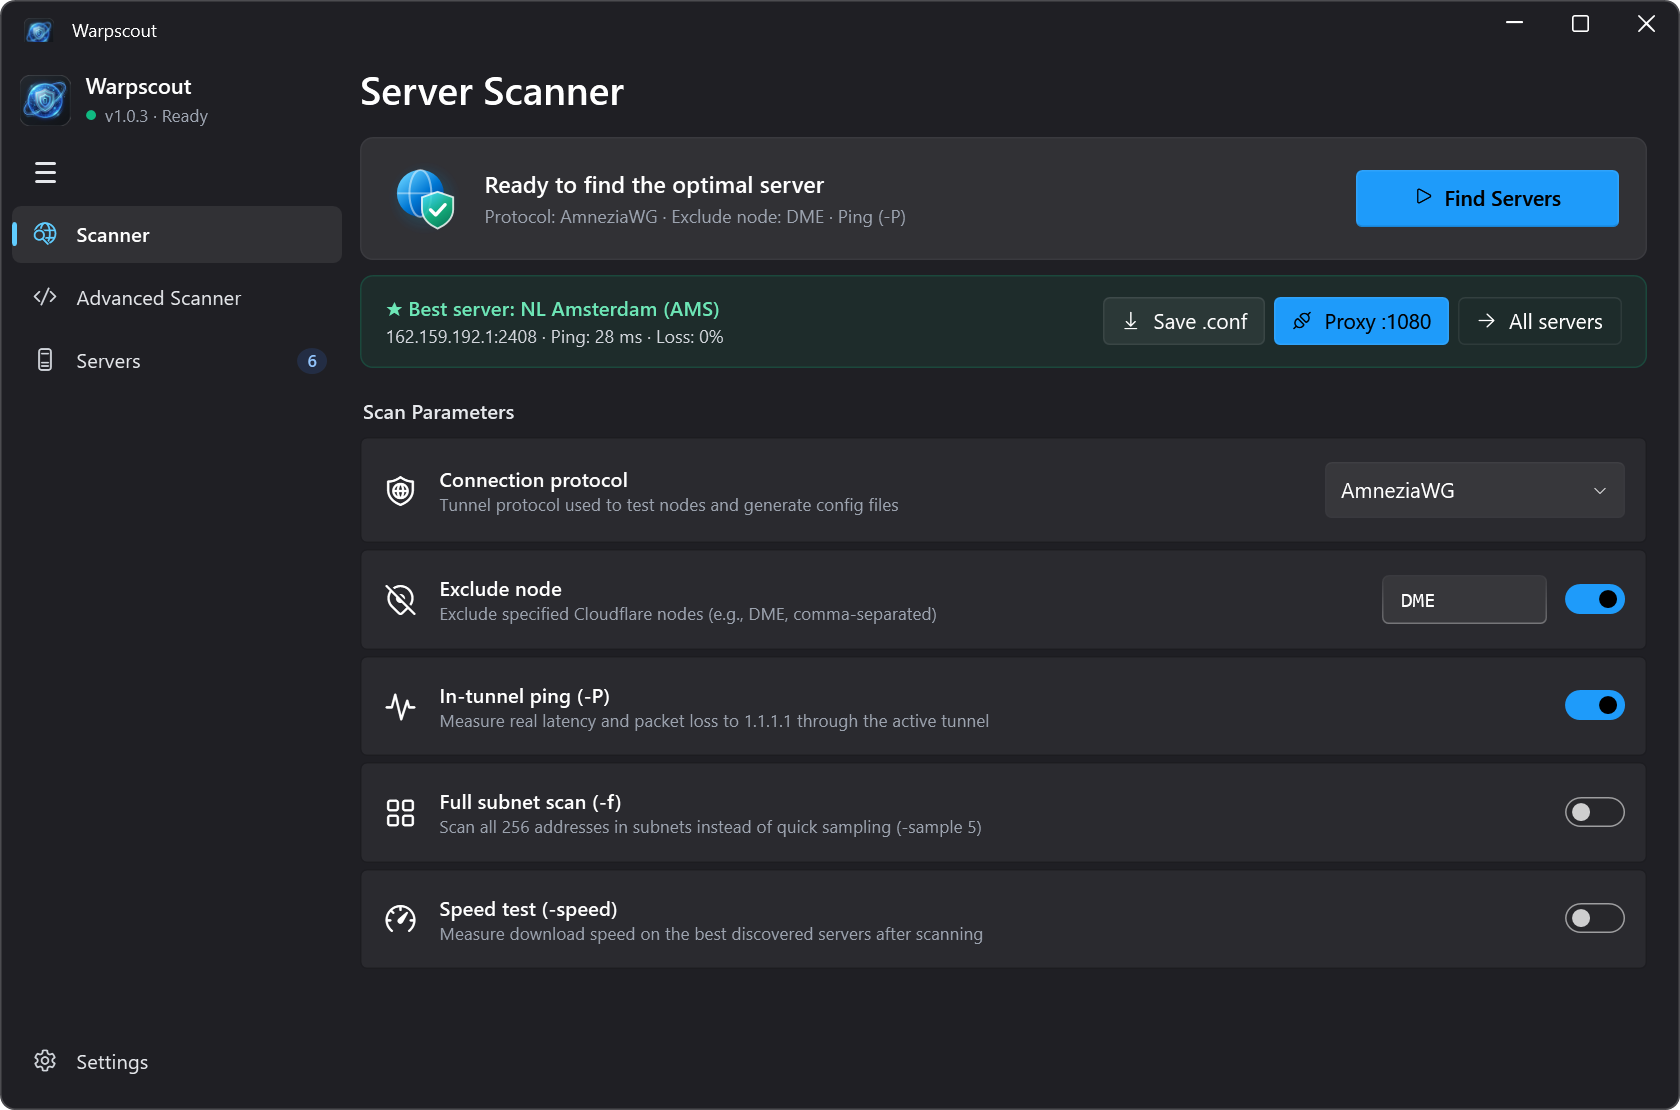 Warpscout
Warpscout
v1.0.3 · Ready
Scanner
Advanced Scanner
Servers
6
Settings
Server Scanner
Ready to find the optimal server
Protocol: AmneziaWG · Exclude node: DME · Ping (-P)
Find Servers
★ Best server: NL Amsterdam (AMS)
162.159.192.1:2408 · Ping: 28 ms · Loss: 0%
Save .conf
Proxy :1080
All servers
Scan Parameters
Connection protocol
Tunnel protocol used to test nodes and generate config files
AmneziaWG
Exclude node
Exclude specified Cloudflare nodes (e.g., DME, comma-separated)
DME
In-tunnel ping (-P)
Measure real latency and packet loss to 1.1.1.1 through the active tunnel
Full subnet scan (-f)
Scan all 256 addresses in subnets instead of quick sampling (-sample 5)
Speed test (-speed)
Measure download speed on the best discovered servers after scanning